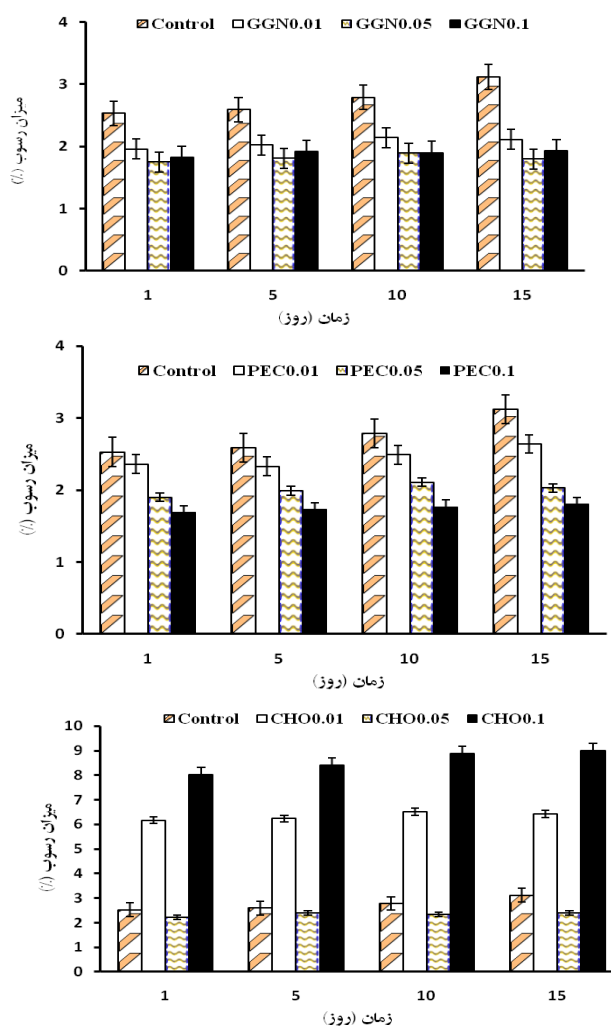 Control GGN0.01 GGN0.05 GGN0.1
4
3
2
1
0
میزان رسوب (%)
1 5 10 15
زمان (روز)
Control PEC0.01 PEC0.05 PEC0.1
4
3
2
1
0
میزان رسوب (%)
1 5 10 15
زمان (روز)
Control CHO0.01 CHO0.05 CHO0.1
10
9
8
7
6
5
4
3
2
1
0
میزان رسوب (%)
1 5 10 15
زمان (روز)